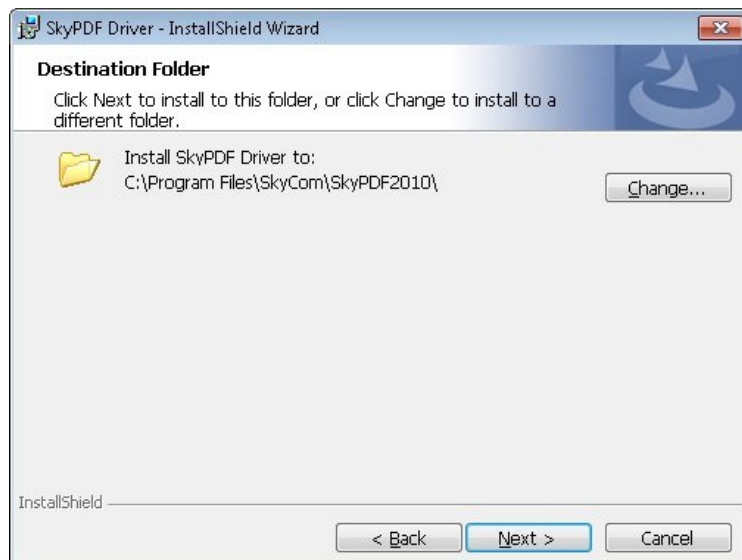 SkyPDF Driver - InstallShield Wizard
Destination Folder
Click Next to install to this folder, or click Change to install to a
different folder.
Install SkyPDF Driver to:
C:\Program Files\SkyCom\SkyPDF2010\
Change...
InstallShield
< Back
Next >
Cancel